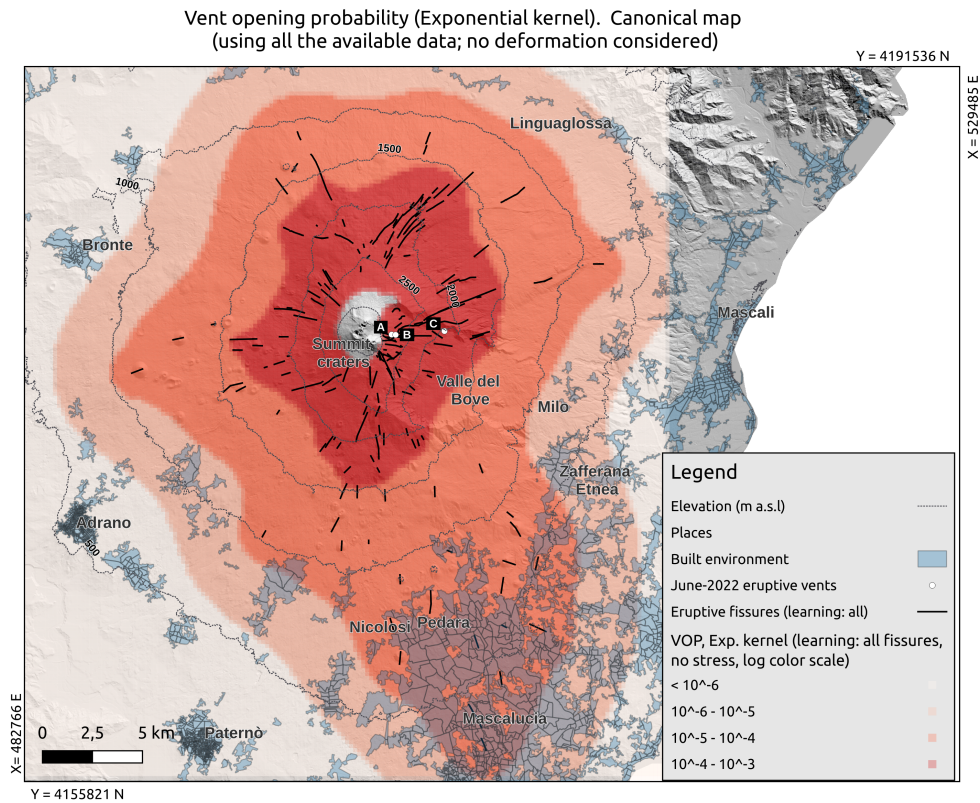 Vent opening probability (Exponential kernel).  Canonical map
(using all the available data; no deformation considered)
Y = 4191536 N
X = 529485 E
Linguaglossa
1500
1000
Bronte
2500
2000
Mascali
A
B
C
Summit
craters
Valle del
Bove
Milo
Zafferana
Etnea
Adrano
500
Nicolosi
Pedara
Mascalucia
Paternò
0 2,5 5 km
X= 482766 E
Y = 4155821 N
Legend
Elevation (m a.s.l)
Places
Built environment
June-2022 eruptive vents
Eruptive fissures (learning: all)
VOP, Exp. kernel (learning: all fissures,
no stress, log color scale)
< 10^-6
10^-6 - 10^-5
10^-5 - 10^-4
10^-4 - 10^-3